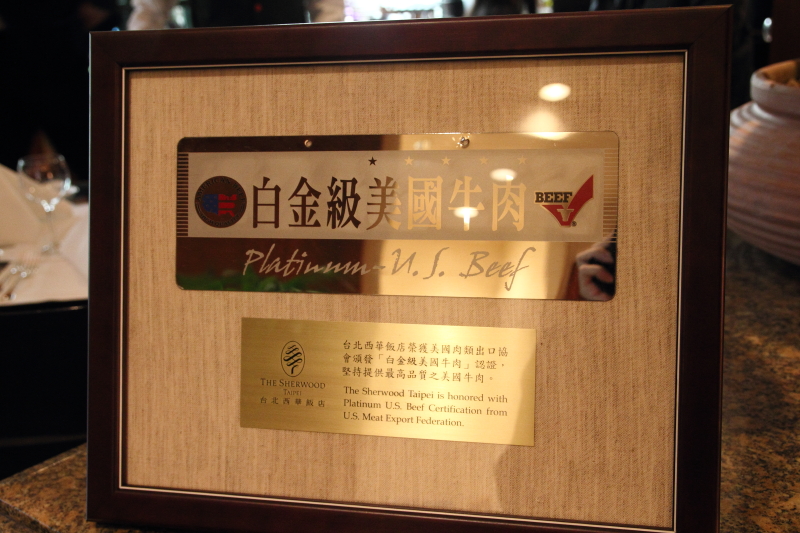 白金級美國牛肉
BEEF
Platinum U.S. Beef
台北西華飯店榮獲美國肉類出口協
會頒發「白金級美國牛肉」認證，
堅持提供最高品質之美國牛肉。
THE SHERWOOD
TAIPEI
台北西華飯店
The Sherwood Taipei is honored with
Platinum U.S. Beef Certification from
U.S. Meat Export Federation.